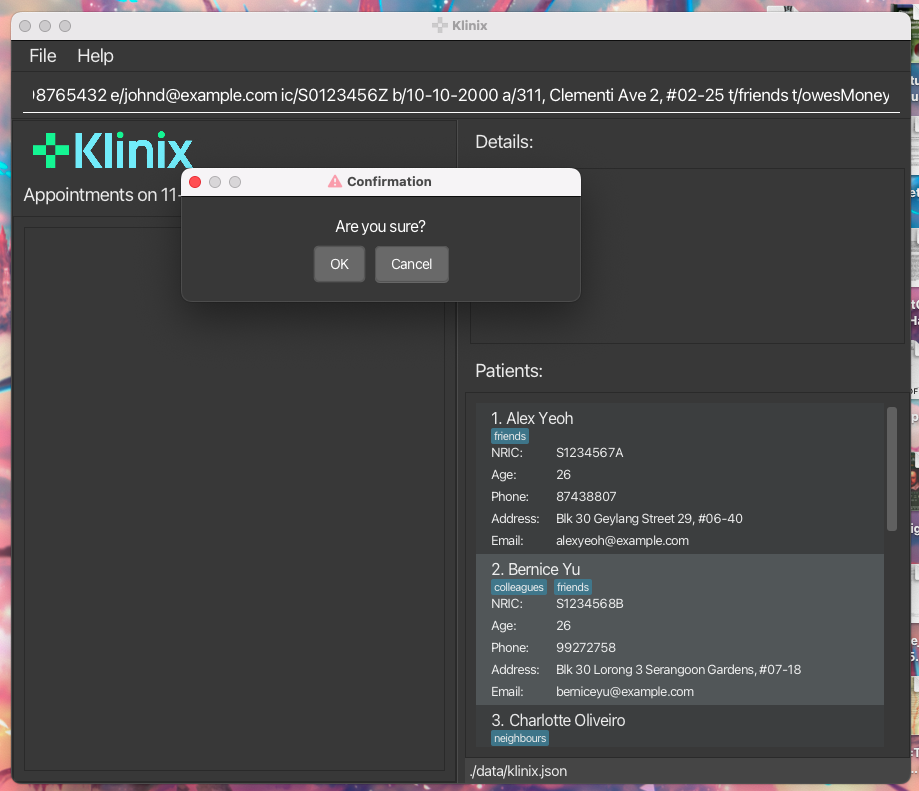 Klinix
File Help
98765432 e/johnd@example.com ic/S0123456Z b/10-10-2000 a/311, Clementi Ave 2, #02-25 t/friends t/owesMoney
Klinix
Appointments on 11-
Details:
Confirmation
Are you sure?
OK Cancel
Patients:
1. Alex Yeoh
friends
NRIC: S1234567A
Age: 26
Phone: 87438807
Address: Blk 30 Geylang Street 29, #06-40
Email: alexyeoh@example.com
2. Bernice Yu
colleagues friends
NRIC: S1234568B
Age: 26
Phone: 99272758
Address: Blk 30 Lorong 3 Serangoon Gardens, #07-18
Email: berniceyu@example.com
3. Charlotte Oliveiro
neighbours
./data/klinix.json